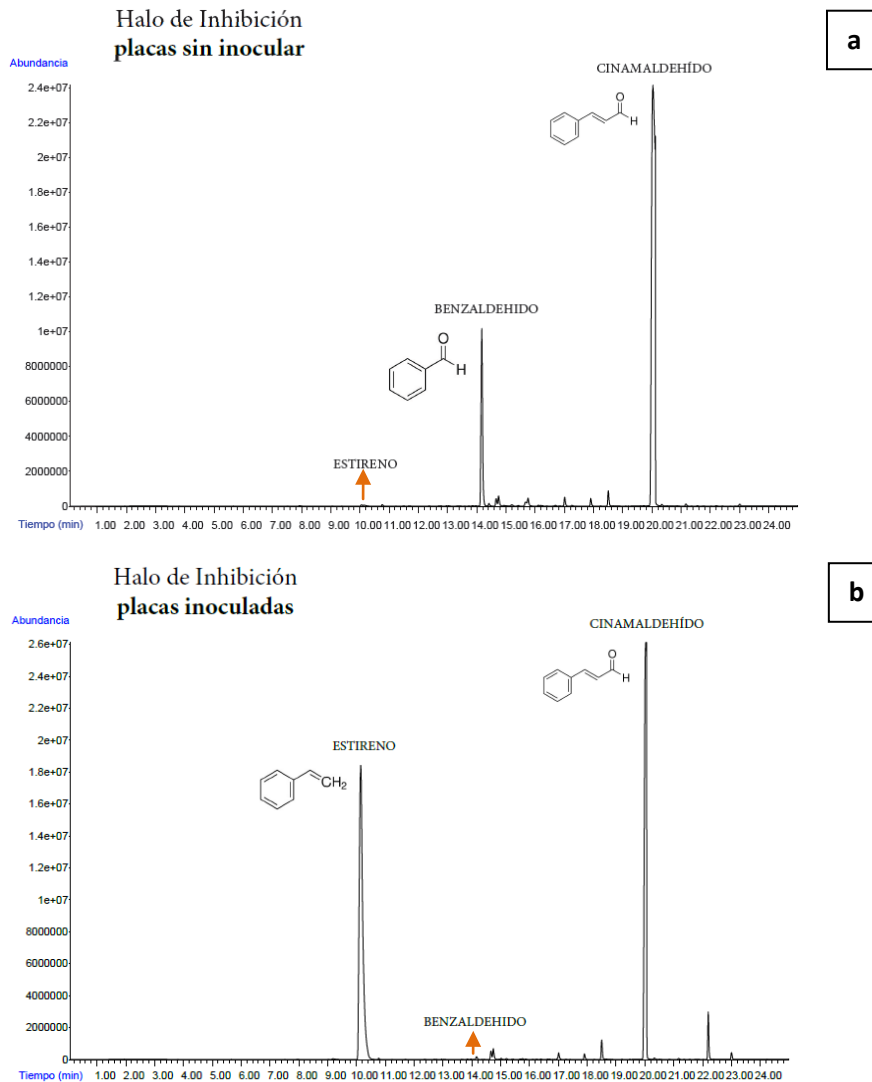 Halo de Inhibición
placas sin inocular
a
Abundancia
CINAMALDEHÍDO
2.4e+07
O
H
2.2e+07
2e+07
1.8e+07
1.6e+07
1.4e+07
1.2e+07
BENZALDEHIDO
1e+07
O
H
8000000
6000000
4000000
ESTIRENO
2000000
0
Tiempo (min) 1.00 2.00 3.00 4.00 5.00 6.00 7.00 8.00 9.00 10.00 11.00 12.00 13.00 14.00 15.00 16.00 17.00 18.00 19.00 20.00 21.00 22.00 23.00 24.00
Halo de Inhibición
placas inoculadas
b
Abundancia
CINAMALDEHÍDO
2.6e+07
O
H
2.4e+07
2.2e+07
2e+07
ESTIRENO
1.8e+07
CH2
1.6e+07
1.4e+07
1.2e+07
1e+07
8000000
6000000
4000000
BENZALDEHIDO
2000000
0
Tiempo (min) 1.00 2.00 3.00 4.00 5.00 6.00 7.00 8.00 9.00 10.00 11.00 12.00 13.00 14.00 15.00 16.00 17.00 18.00 19.00 20.00 21.00 22.00 23.00 24.00